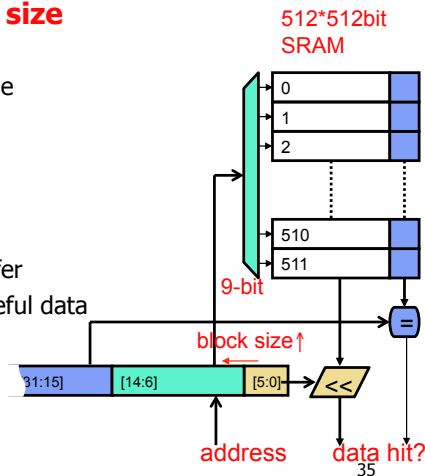 size
512*512bit
SRAM
e
0
1
2
510
511
fer
eful data
9-bit
=
block size↑
31:15]
[14:6]
[5:0]
<<
address
data hit?
35